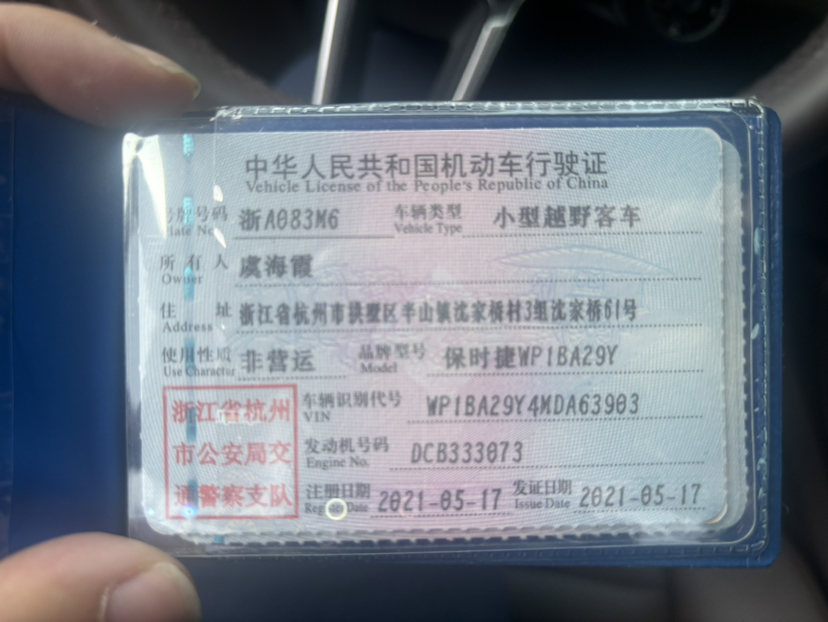 中华人民共和国机动车行驶证
Vehicle License of the People's Republic of China
号牌号码 浙A083M6 车辆类型 小型越野客车
Plate No. Vehicle Type
所有人 虞海霞
Owner
住址 浙江省杭州市拱墅区半山镇沈家桥村3组沈家桥61号
Address
使用性质 非营运 品牌型号 保时捷WP1BA29Y
Use Character Model
车辆识别代号 WP1BA29Y4MDA63903
VIN
发动机号码 DCB333073
Engine No.
注册日期 2021-05-17 发证日期 2021-05-17
Register Date Issue Date
浙江省杭州
市公安局交
通警察支队